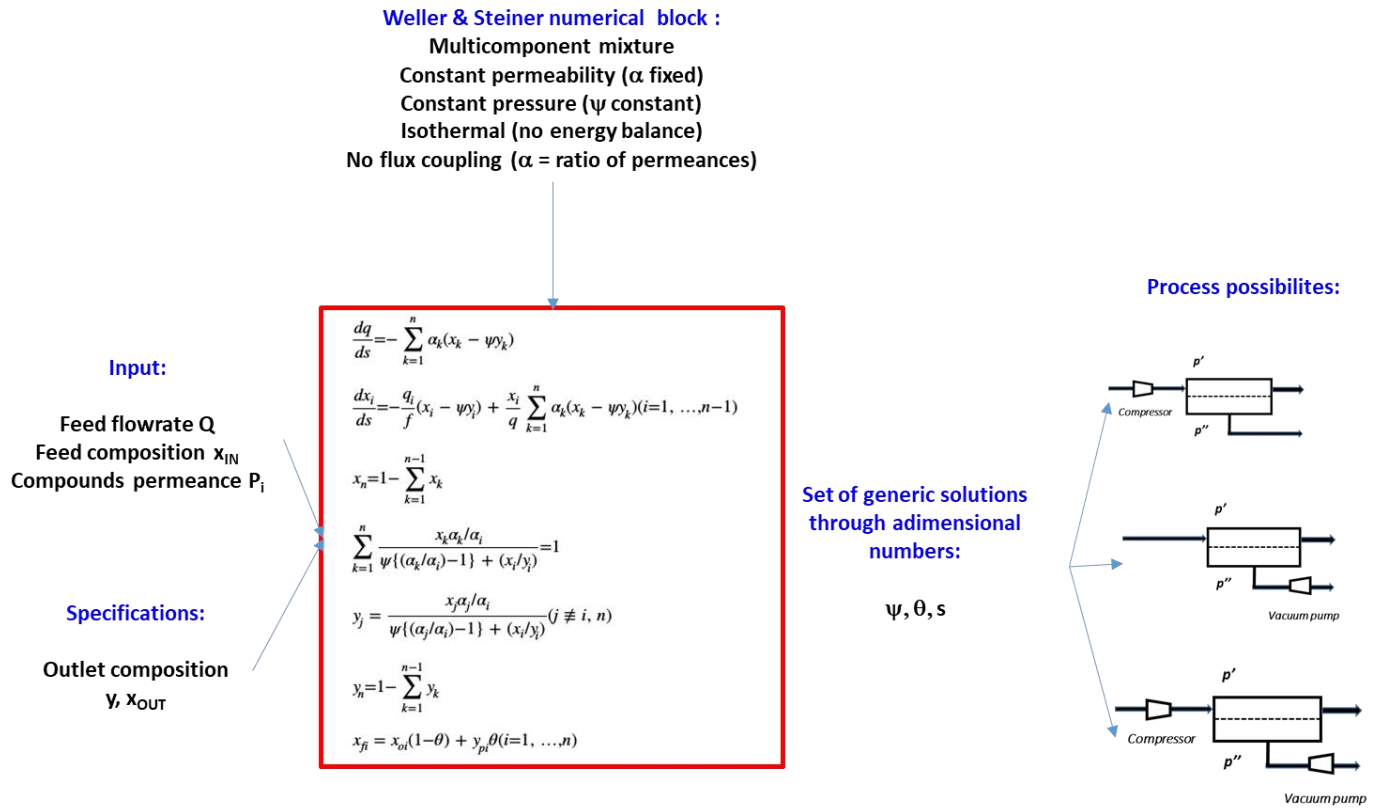 Weller & Steiner numerical block :
Multicomponent mixture
Constant permeability (α fixed)
Constant pressure (ψ constant)
Isothermal (no energy balance)
No flux coupling (α = ratio of permeances)
Input:
Feed flowrate Q
Feed composition x_IN
Compounds permeance P_i
Specifications:
Outlet composition
y, x_OUT
dq/ds=-∑_{k=1}^{n} α_k(x_k - ψy_k)
dx_i/ds=-q_i/f(x_i - ψy_i) + x_i/q ∑_{k=1}^{n} α_k(x_k - ψy_k)(i=1, ...,n-1)
x_n=1-∑_{k=1}^{n-1} x_k
∑_{k=1}^{n} x_kα_k/α_i / ψ{(α_k/α_i)-1} + (x_i/y_i) =1
y_j = x_jα_j/α_i / ψ{(α_j/α_i)-1} + (x_i/y_i) (j ≢ i, n)
y_n=1-∑_{k=1}^{n-1} y_k
x_fi = x_oi(1-θ) + y_piθ(i=1, ...,n)
Set of generic solutions
through adimensional
numbers:
ψ, θ, s
Process possibilites:
p'
Compressor
p''
p'
p''
Vacuum pump
p'
Compressor
p''
Vacuum pump